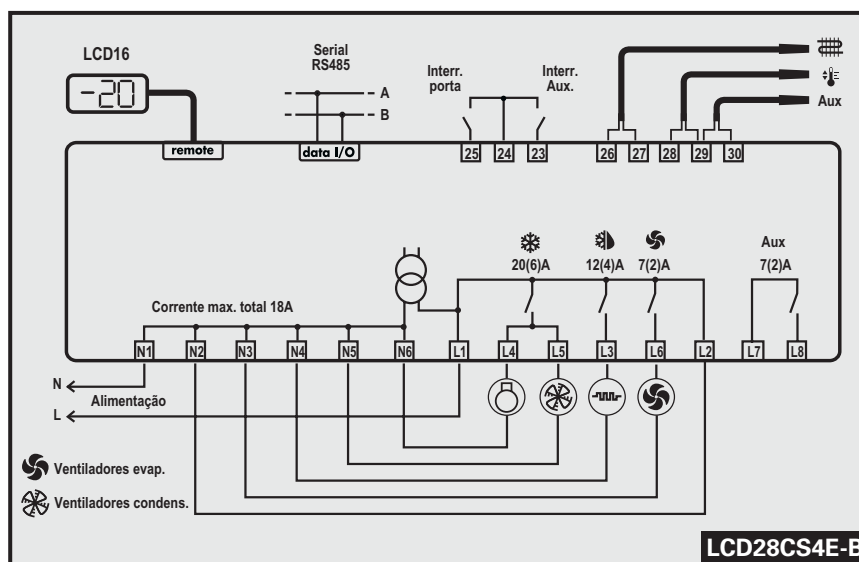 LCD16
-20
Serial
RS485
A
B
Interr.
porta
Interr.
Aux.
Aux
remote
data I/O
25 24 23 26 27 28 29 30
20(6)A 12(4)A 7(2)A
Aux
7(2)A
Corrente max. total 18A
N1 N2 N3 N4 N5 N6 L1 L4 L5 L3 L6 L2 L7 L8
N
Alimentação
L
Ventiladores evap.
Ventiladores condens.
LCD28CS4E-B